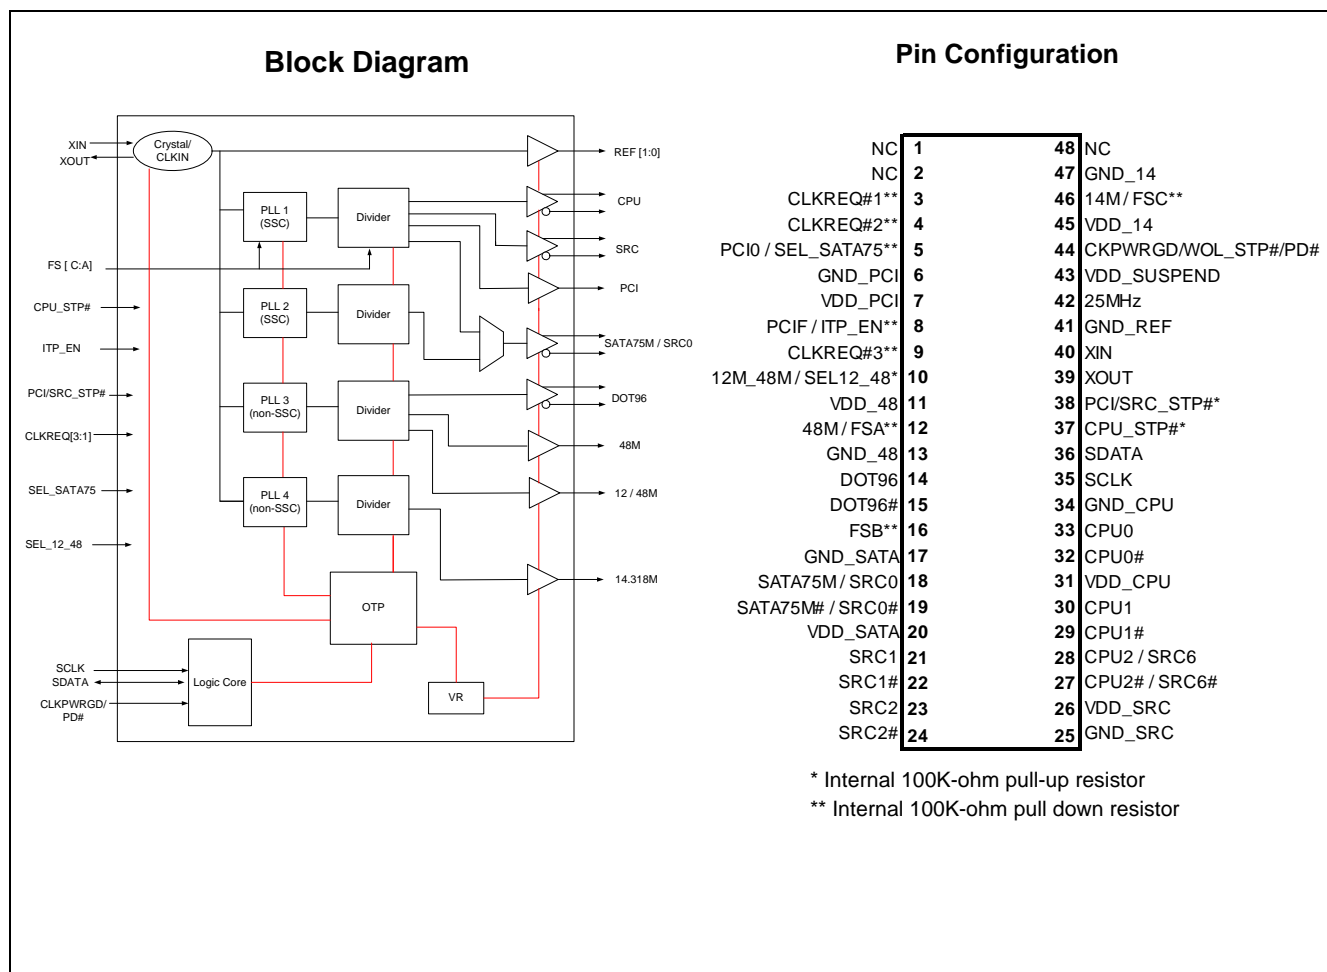 Block Diagram
XIN
XOUT
Crystal/
CLKIN
REF [1:0]
PLL 1
(SSC)
Divider
CPU
SRC
FS [ C:A]
PCI
CPU_STP#
PLL 2
(SSC)
Divider
SATA75M / SRC0
ITP_EN
PCI/SRC_STP#
PLL 3
(non-SSC)
Divider
DOT96
CLKREQ[3:1]
48M
SEL_SATA75
PLL 4
(non-SSC)
Divider
12 / 48M
SEL_12_48
14.318M
OTP
SCLK
SDATA
CLKPWRGD/
PD#
Logic Core
VR
Pin Configuration
NC 1 48 NC
NC 2 47 GND_14
CLKREQ#1** 3 46 14M / FSC**
CLKREQ#2** 4 45 VDD_14
PCI0 / SEL_SATA75** 5 44 CKPWRGD/WOL_STP#/PD#
GND_PCI 6 43 VDD_SUSPEND
VDD_PCI 7 42 25MHz
PCIF / ITP_EN** 8 41 GND_REF
CLKREQ#3** 9 40 XIN
12M_48M / SEL12_48* 10 39 XOUT
VDD_48 11 38 PCI/SRC_STP#*
48M / FSA** 12 37 CPU_STP#*
GND_48 13 36 SDATA
DOT96 14 35 SCLK
DOT96# 15 34 GND_CPU
FSB** 16 33 CPU0
GND_SATA 17 32 CPU0#
SATA75M / SRC0 18 31 VDD_CPU
SATA75M# / SRC0# 19 30 CPU1
VDD_SATA 20 29 CPU1#
SRC1 21 28 CPU2 / SRC6
SRC1# 22 27 CPU2# / SRC6#
SRC2 23 26 VDD_SRC
SRC2# 24 25 GND_SRC
* Internal 100K-ohm pull-up resistor
** Internal 100K-ohm pull down resistor